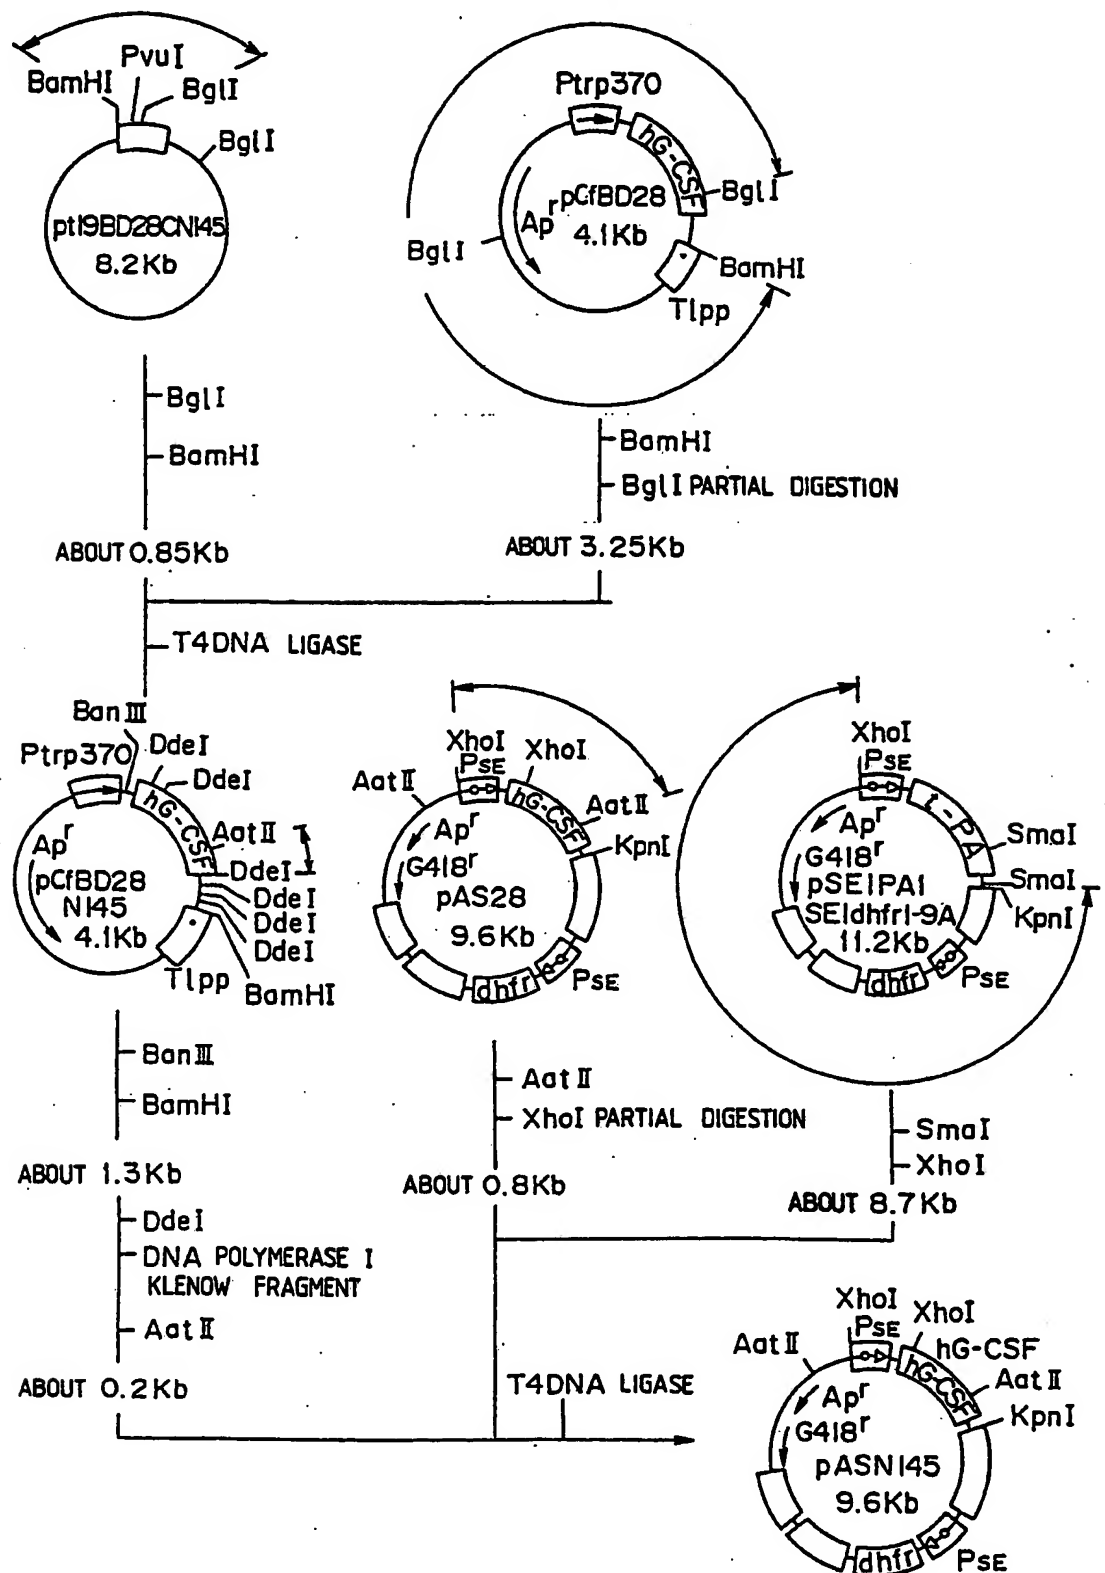 PvuI
BamHI
BglI
BglI
pt19BD28CN145
8.2Kb
BglI
BamHI
ABOUT 0.85Kb
Ptrp370
hG-CSF
BglI
Apr
pCfBD28
4.1Kb
BglI
BamHI
Tlpp
BamHI
BglI PARTIAL DIGESTION
ABOUT 3.25Kb
T4DNA LIGASE
BanⅢ
Ptrp370
DdeI
DdeI
hG-CSF
AatⅡ
Apr
DdeI
pCfBD28
N145
4.1Kb
DdeI
DdeI
DdeI
Tlpp
BamHI
BanⅢ
BamHI
ABOUT 1.3Kb
DdeI
DNA POLYMERASE I
KLENOW FRAGMENT
AatⅡ
ABOUT 0.2Kb
XhoI
PSE
XhoI
AatⅡ
hG-CSF
AatⅡ
KpnI
Apr
G418r
pAS28
9.6Kb
dhfr
PSE
AatⅡ
XhoI PARTIAL DIGESTION
ABOUT 0.8Kb
XhoI
PSE
t-PA
SmaI
Apr
G418r
SmaI
KpnI
pSE1PA1
SE1dhfr1-9A
11.2Kb
dhfr
PSE
SmaI
XhoI
ABOUT 8.7Kb
T4DNA LIGASE
XhoI
PSE
XhoI
hG-CSF
AatⅡ
hG-CSF
AatⅡ
KpnI
Apr
G418r
pASN145
9.6Kb
dhfr
PSE